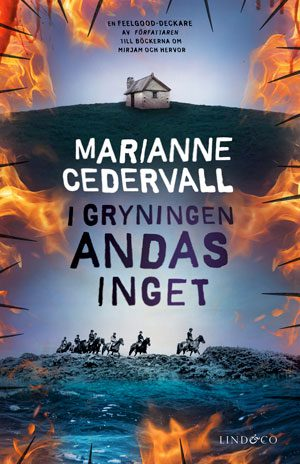 EN FEELGOOD-DECKARE
AV FÖRFATTAREN
TILL BÖCKERNA OM
MIRJAM OCH HERVOR
MARIANNE
CEDERVALL
I GRYNINGEN
ANDAS
INGET
LIND&CO